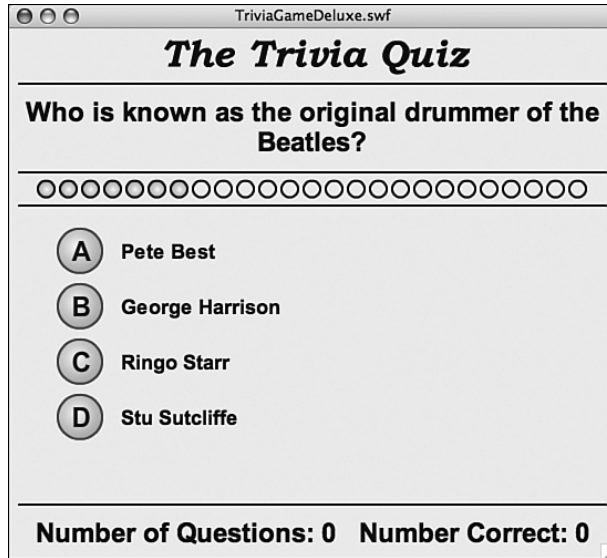 TriviaGameDeluxe.swf
The Trivia Quiz
Who is known as the original drummer of the
Beatles?
A Pete Best
B George Harrison
C Ringo Starr
D Stu Sutcliffe
Number of Questions: 0 Number Correct: 0